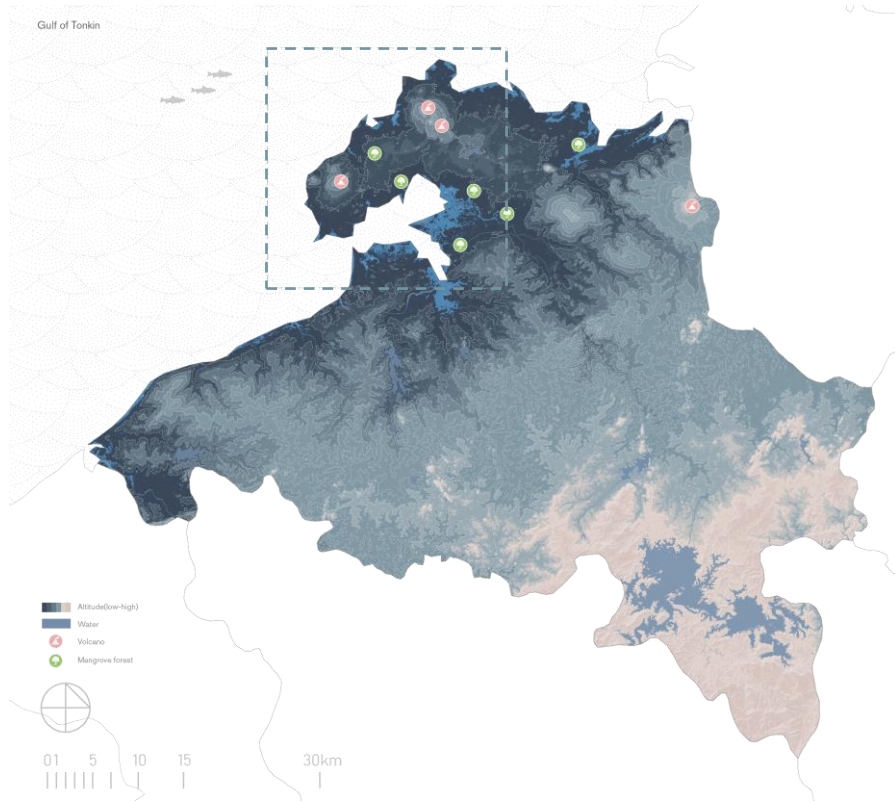 Gulf of Tonkin
Altitude(low-high)
Water
Volcano
Mangrove forest
01 5 10 15 30km